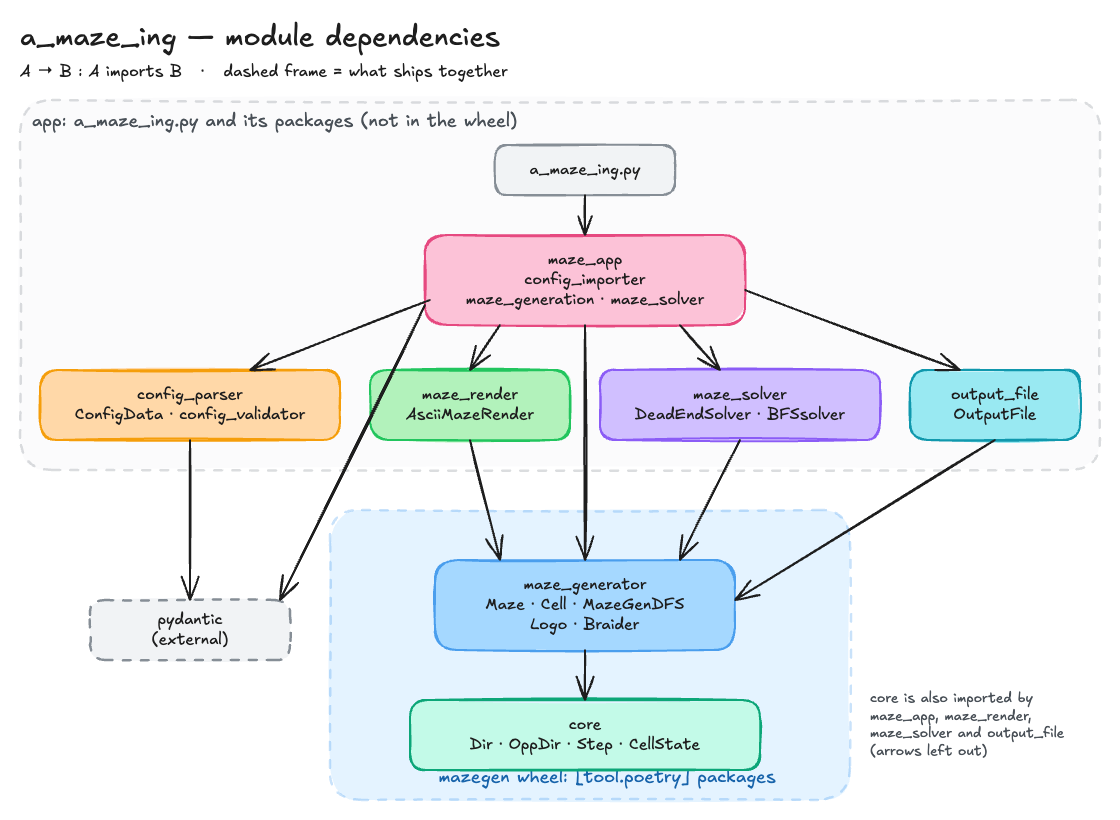 a_maze_ing — module dependencies
A → B : A imports B · dashed frame = what ships together
app: a_maze_ing.py and its packages (not in the wheel)
a_maze_ing.py
maze_app
config_importer
maze_generation · maze_solver
config_parser
ConfigData · config_validator
maze_render
AsciiMazeRender
maze_solver
DeadEndSolver · BFSsolver
output_file
OutputFile
maze_generator
Maze · Cell · MazeGenDFS
Logo · Braider
pydantic
(external)
core
Dir · OppDir · Step · CellState
mazegen wheel: [tool.poetry] packages
core is also imported by
maze_app, maze_render,
maze_solver and output_file
(arrows left out)